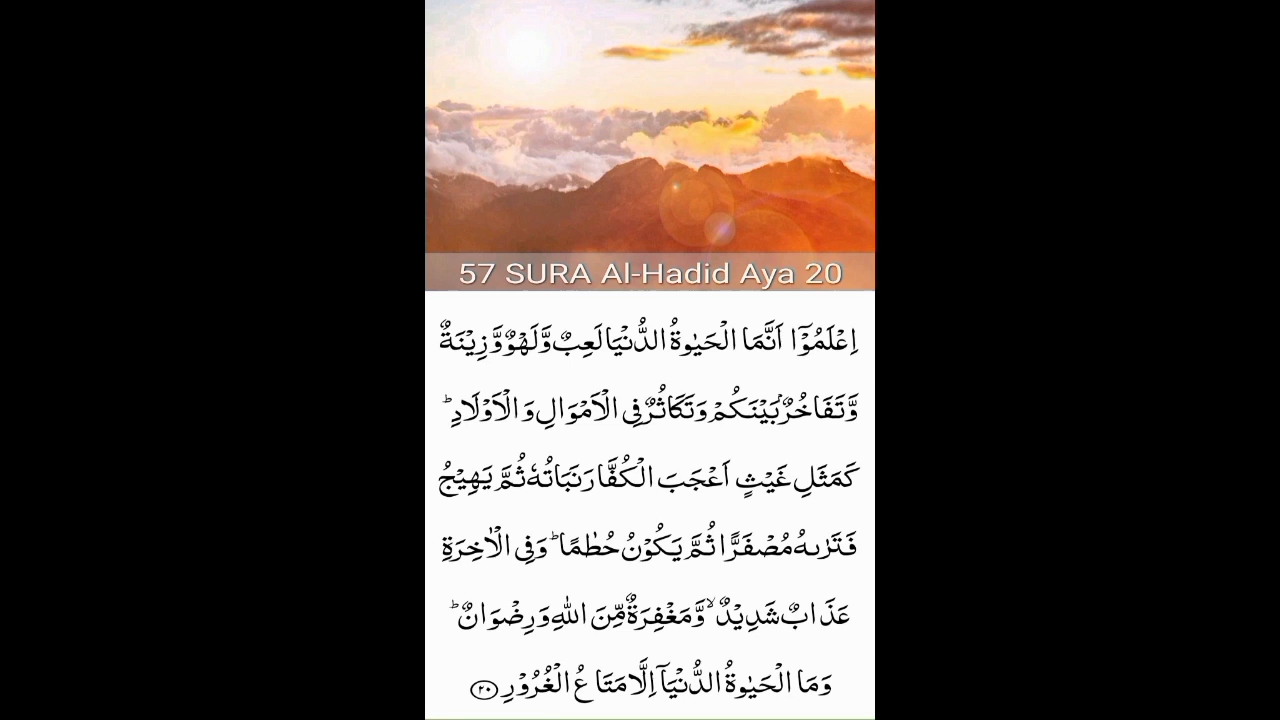 57 SURA Al-Hadid Aya 20
اِعْلَمُوْۤا اَنَّمَا الْحَيٰوةُ الدُّنْيَا لَعِبٌ وَّلَهْوٌ وَّ زِيْنَةٌ
وَّ تَفَاخُرٌۢ بَيْنَكُمْ وَ تَكَاثُرٌ فِى الْاَمْوَالِ وَ الْاَوْلَادِ ؕ
كَمَثَلِ غَيْثٍ اَعْجَبَ الْكُفَّارَ نَبَاتُهٗ ثُمَّ يَهِيْجُ
فَتَرٰىهُ مُصْفَرًّا ثُمَّ يَكُوْنُ حُطٰمًا ؕ وَ فِى الْاٰخِرَةِ
عَذَابٌ شَدِيْدٌ ۙ وَّ مَغْفِرَةٌ مِّنَ اللّٰهِ وَ رِضْوَانٌ ؕ
وَ مَا الْحَيٰوةُ الدُّنْيَاۤ اِلَّا مَتَاعُ الْغُرُوْرِ ﴿۲۰﴾